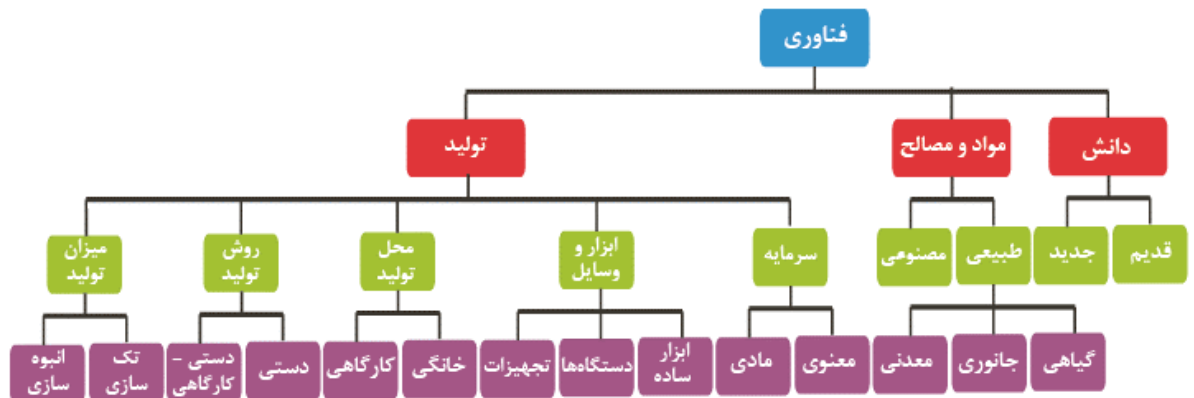 فتاوری
دانش
مواد و مصالح
تولید
قدیم
جدید
طبیعی
مصنوعی
سرمایه
ابزار و
وسایل
محل
تولید
روش
تولید
میزان
تولید
گیاهی
جانوری
معدنی
معنوی
مادی
ابزار
ساده
دستگاه‌ها
تجهیزات
خانگی
کارگاهی
دستی
دستی –
کارگاهی
تک
سازی
انبوه
سازی